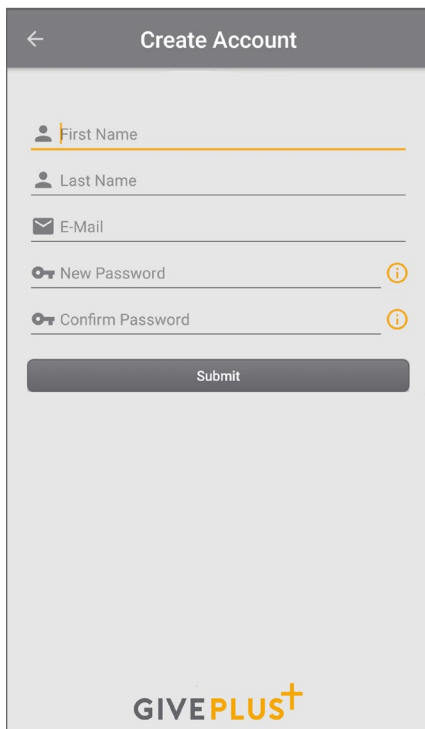 Create Account
First Name
Last Name
E-Mail
New Password
Confirm Password
Submit
GIVEPLUS+